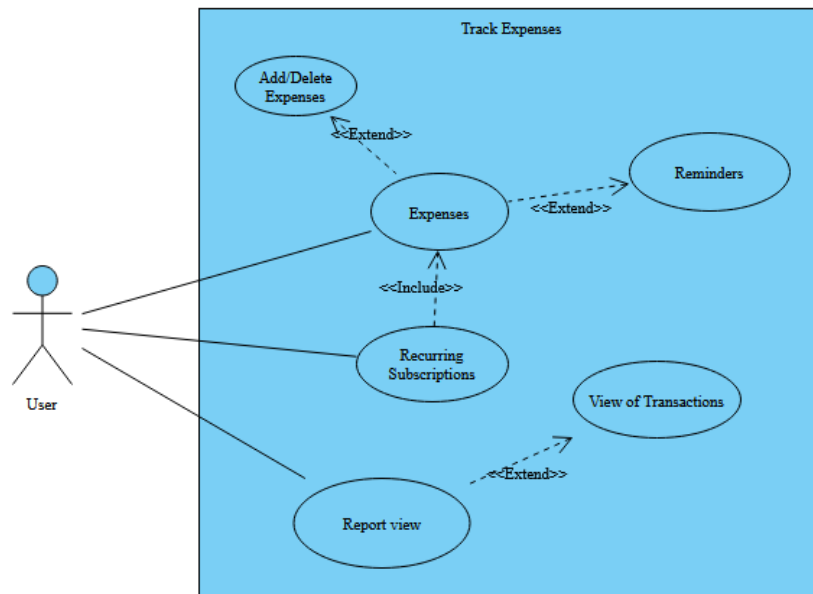 Track Expenses
Add/Delete
Expenses
<<Extend>>
Reminders
Expenses
<<Extend>>
<<Include>>
Recurring
Subscriptions
User
View of Transactions
<<Extend>>
Report view